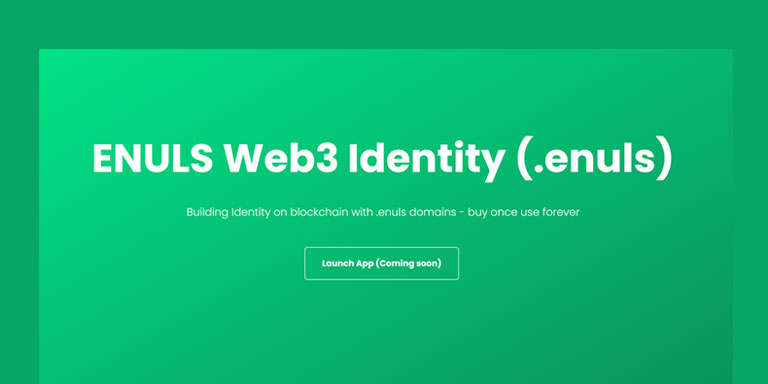 ENULS Web3 Identity (.enuls)
Building Identity on blockchain with .enuls domains - buy once use forever
Launch App (Coming soon)